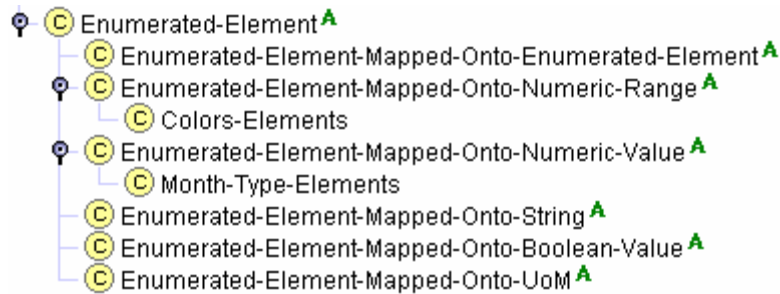 C Enumerated-Element A
C Enumerated-Element-Mapped-Onto-Enumerated-Element A
C Enumerated-Element-Mapped-Onto-Numeric-Range A
C Colors-Elements
C Enumerated-Element-Mapped-Onto-Numeric-Value A
C Month-Type-Elements
C Enumerated-Element-Mapped-Onto-String A
C Enumerated-Element-Mapped-Onto-Boolean-Value A
C Enumerated-Element-Mapped-Onto-UoM A